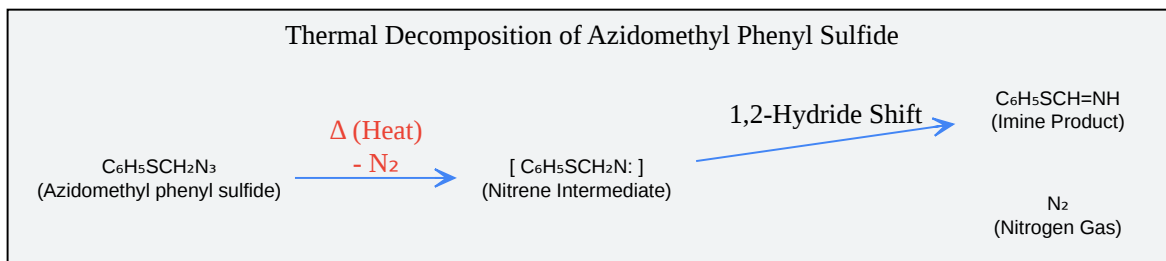 Thermal Decomposition of Azidomethyl Phenyl Sulfide
C₆H₅SCH₂N₃
(Azidomethyl phenyl sulfide)
Δ (Heat)
- N₂
[ C₆H₅SCH₂N: ]
(Nitrene Intermediate)
1,2-Hydride Shift
C₆H₅SCH=NH
(Imine Product)
N₂
(Nitrogen Gas)